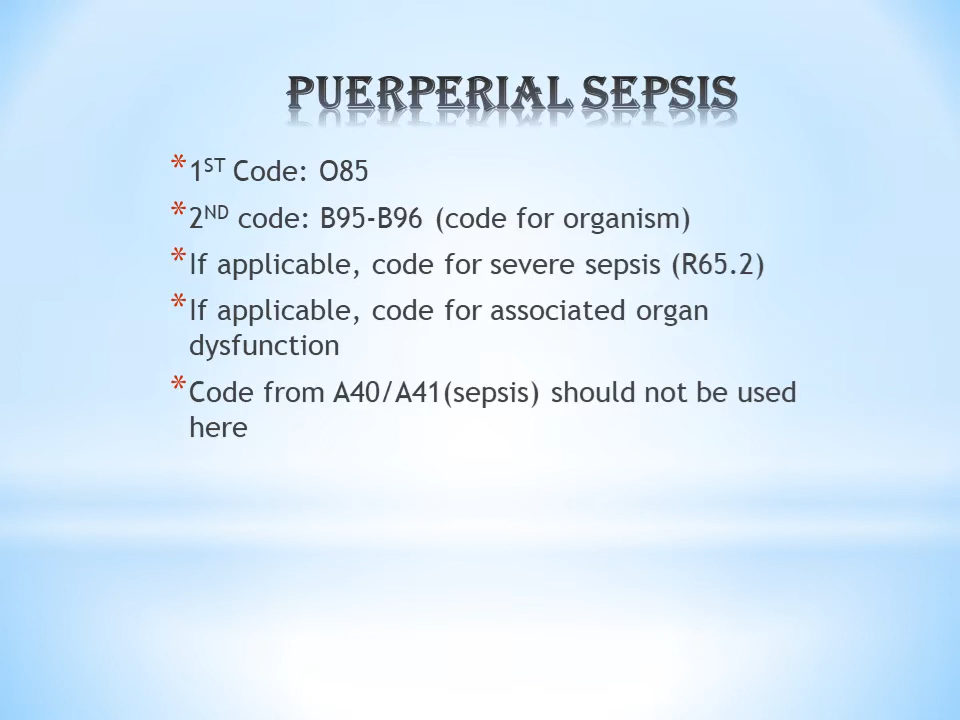 PUERPERIAL SEPSIS
* 1ST Code: O85
* 2ND code: B95-B96 (code for organism)
* If applicable, code for severe sepsis (R65.2)
* If applicable, code for associated organ
dysfunction
* Code from A40/A41(sepsis) should not be used
here